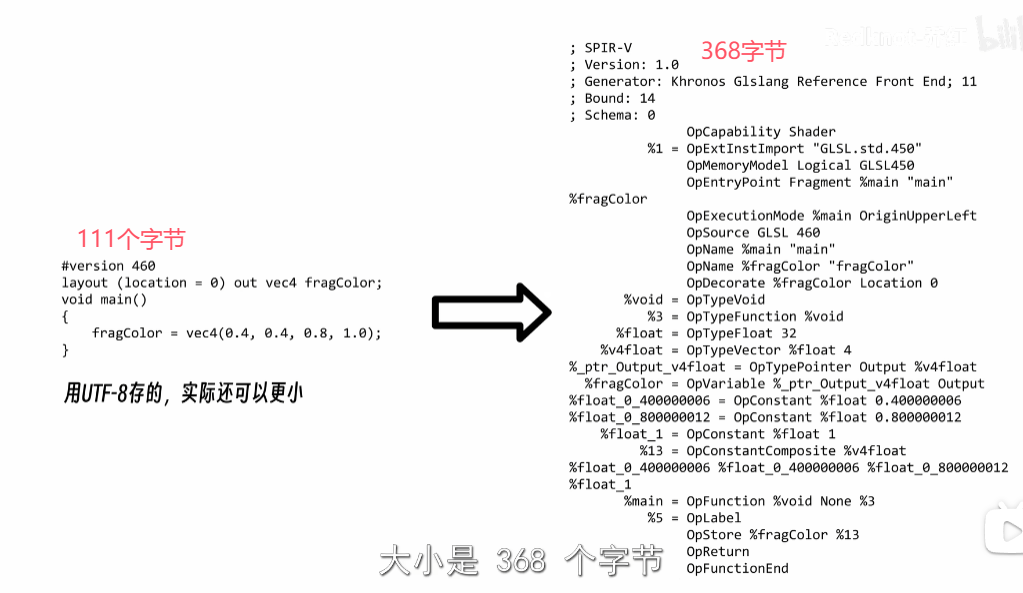 111个字节
#version 460
layout (location = 0) out vec4 fragColor;
void main()
{
    fragColor = vec4(0.4, 0.4, 0.8, 1.0);
}
用UTF-8存的，实际还可以更小
368字节
; SPIR-V
; Version: 1.0
; Generator: Khronos Glslang Reference Front End; 11
; Bound: 14
; Schema: 0
OpCapability Shader
%1 = OpExtInstImport "GLSL.std.450"
OpMemoryModel Logical GLSL450
OpEntryPoint Fragment %main "main"
%fragColor
OpExecutionMode %main OriginUpperLeft
OpSource GLSL 460
OpName %main "main"
OpName %fragColor "fragColor"
OpDecorate %fragColor Location 0
%void = OpTypeVoid
%3 = OpTypeFunction %void
%float = OpTypeFloat 32
%v4float = OpTypeVector %float 4
%_ptr_Output_v4float = OpTypePointer Output %v4float
%fragColor = OpVariable %_ptr_Output_v4float Output
%float_0_400000006 = OpConstant %float 0.400000006
%float_0_800000012 = OpConstant %float 0.800000012
%float_1 = OpConstant %float 1
%13 = OpConstantComposite %v4float
%float_0_400000006 %float_0_400000006 %float_0_800000012
%float_1
%main = OpFunction %void None %3
%5 = OpLabel
OpStore %fragColor %13
OpReturn
OpFunctionEnd
大小是 368 个字节